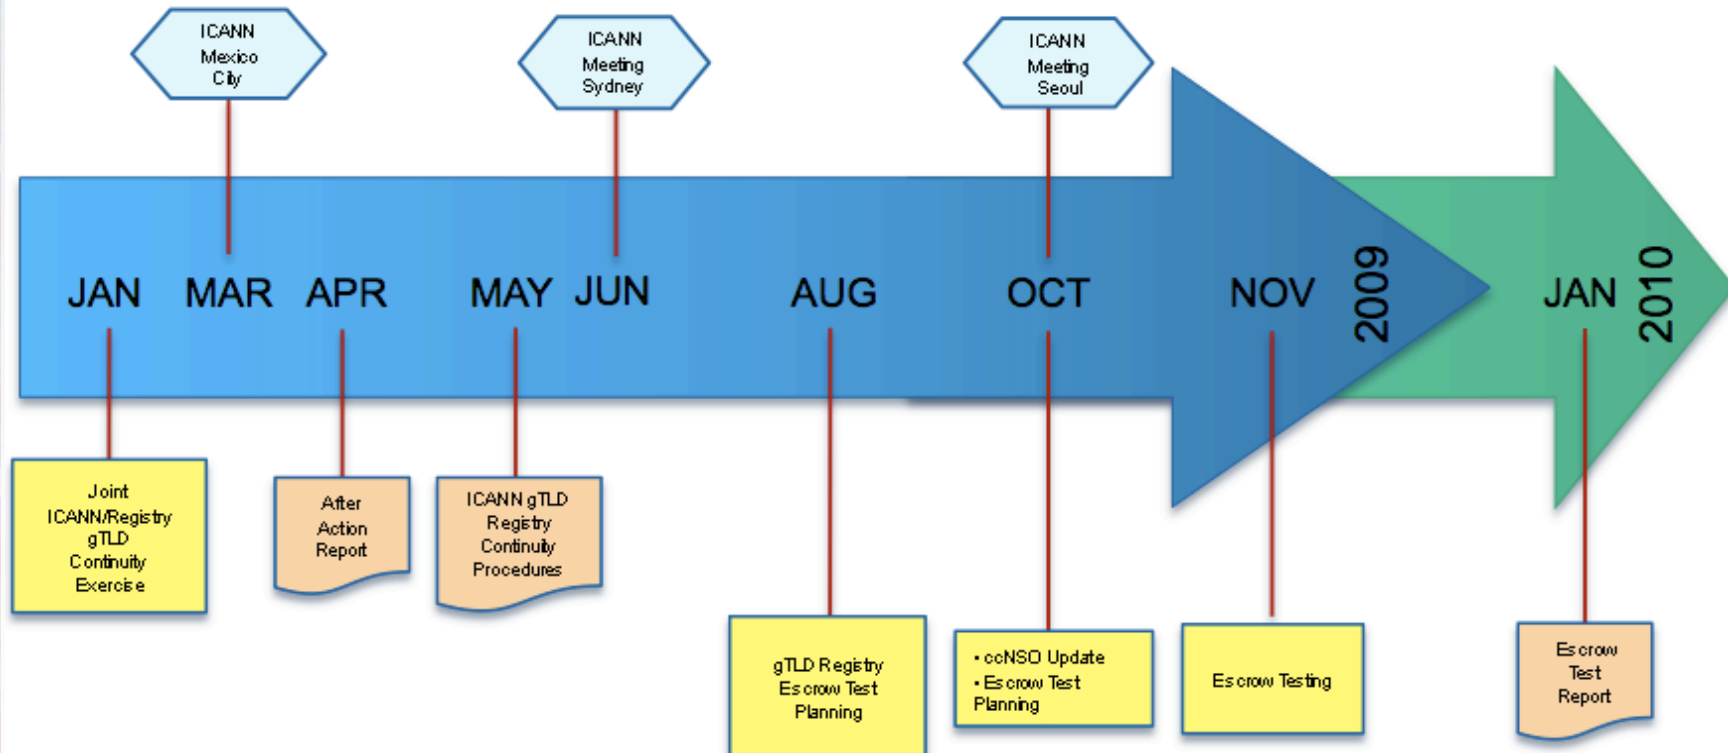 ICANN
Mexico
City
ICANN
Meeting
Sydney
ICANN
Meeting
Seoul
JAN MAR APR MAY JUN AUG OCT NOV 2009 JAN 2010
Joint
ICANN/Registry
gTLD
Continuity
Exercise
After
Action
Report
ICANN gTLD
Registry
Continuity
Procedures
gTLD Registry
Escrow Test
Planning
• ccNSO Update
• Escrow Test
Planning
Escrow Testing
Escrow
Test
Report